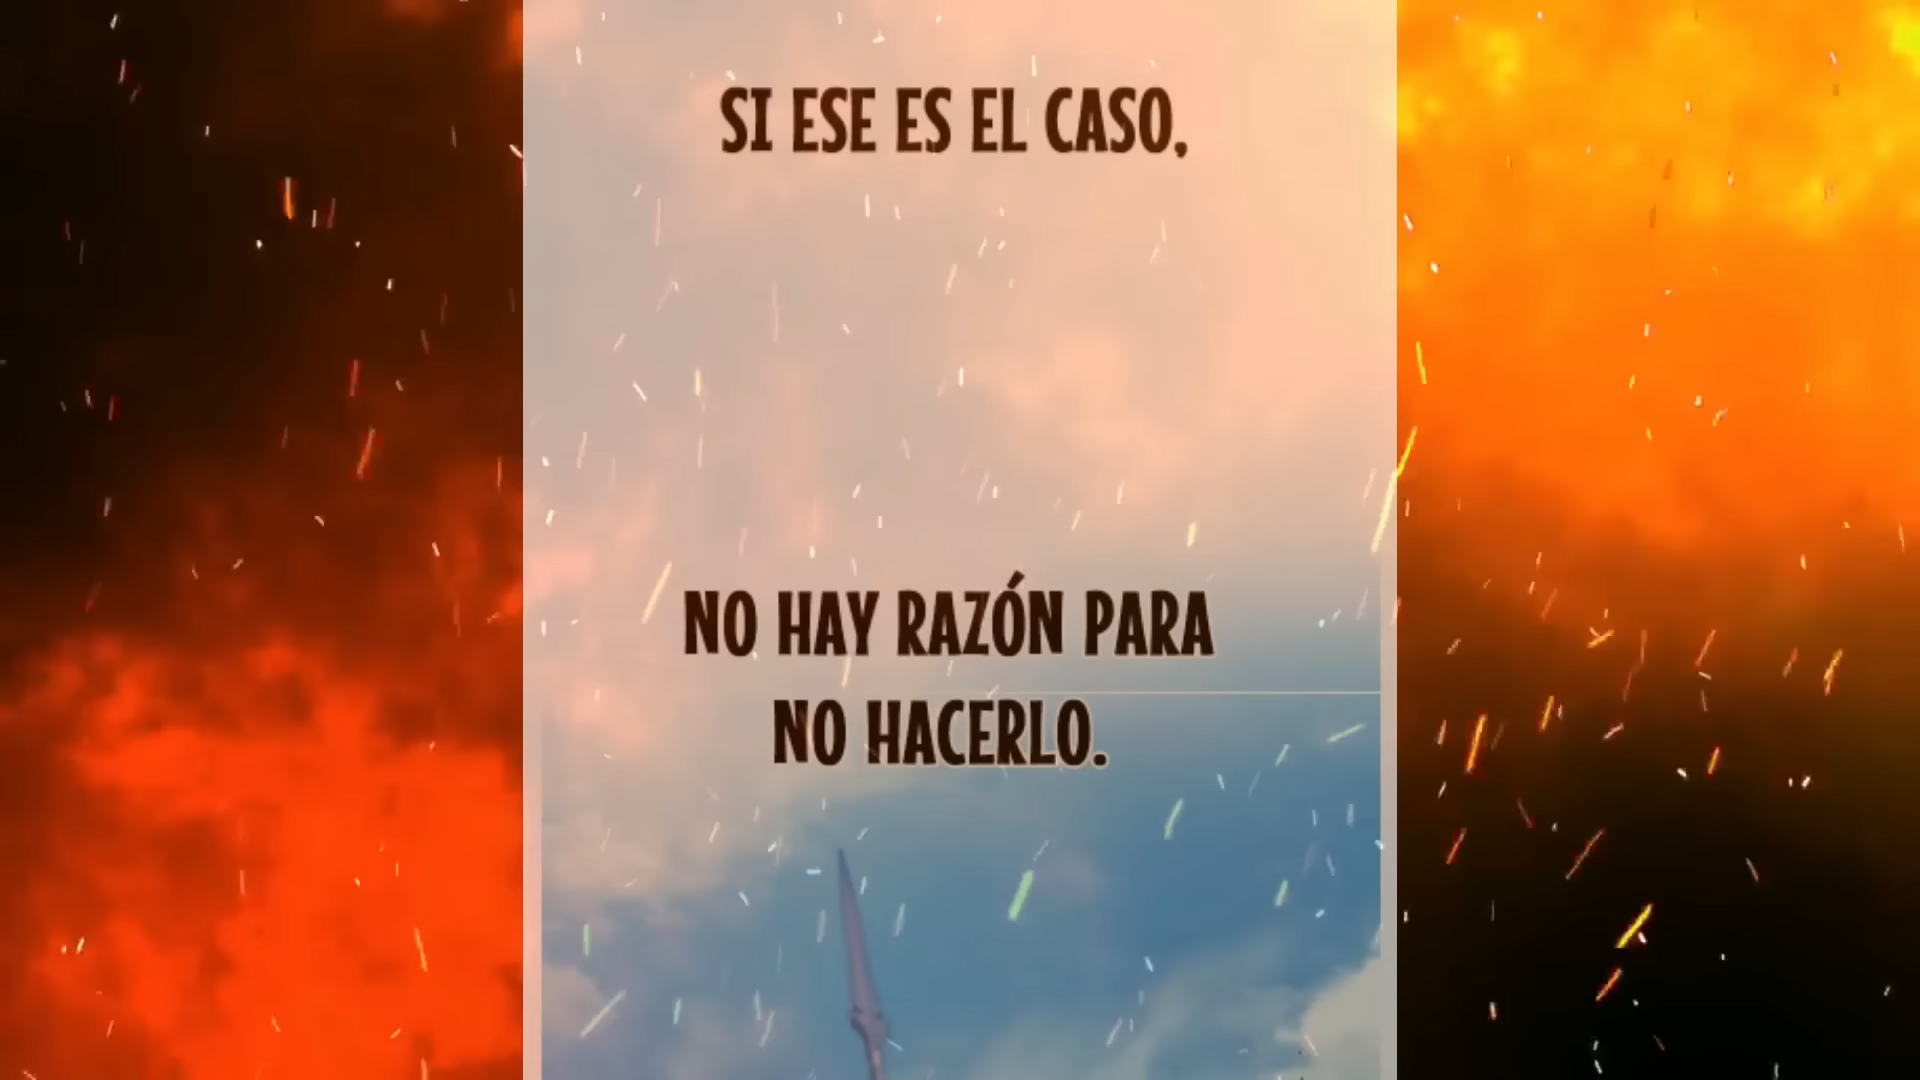 SI ESE ES EL CASO,
NO HAY RAZÓN PARA
NO HACERLO.